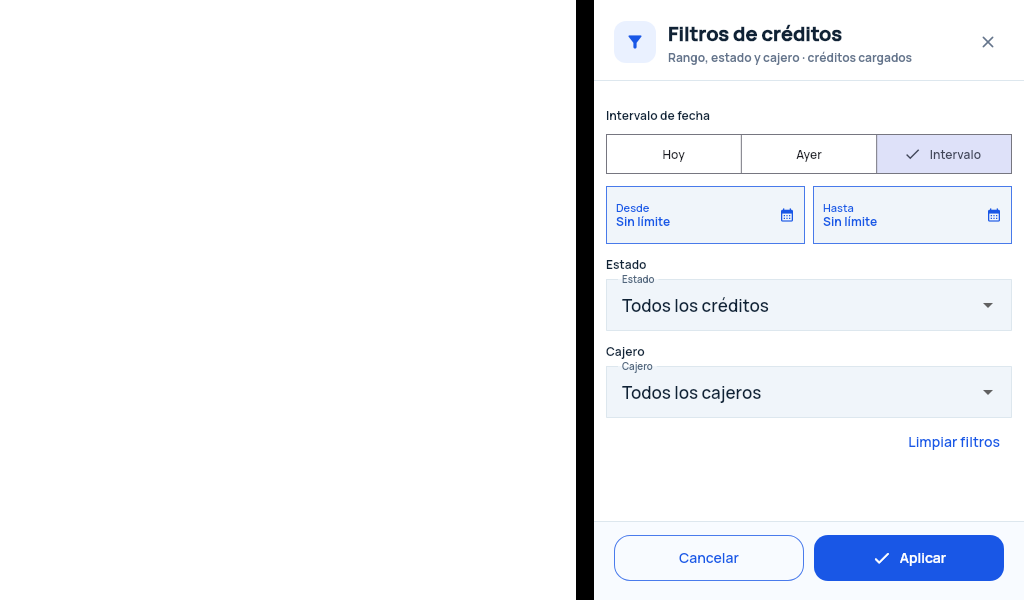 Filtros de créditos
Rango, estado y cajero · créditos cargados
Intervalo de fecha
Hoy
Ayer
Intervalo
Desde
Sin límite
Hasta
Sin límite
Estado
Estado
Todos los créditos
Cajero
Cajero
Todos los cajeros
Limpiar filtros
Cancelar
Aplicar